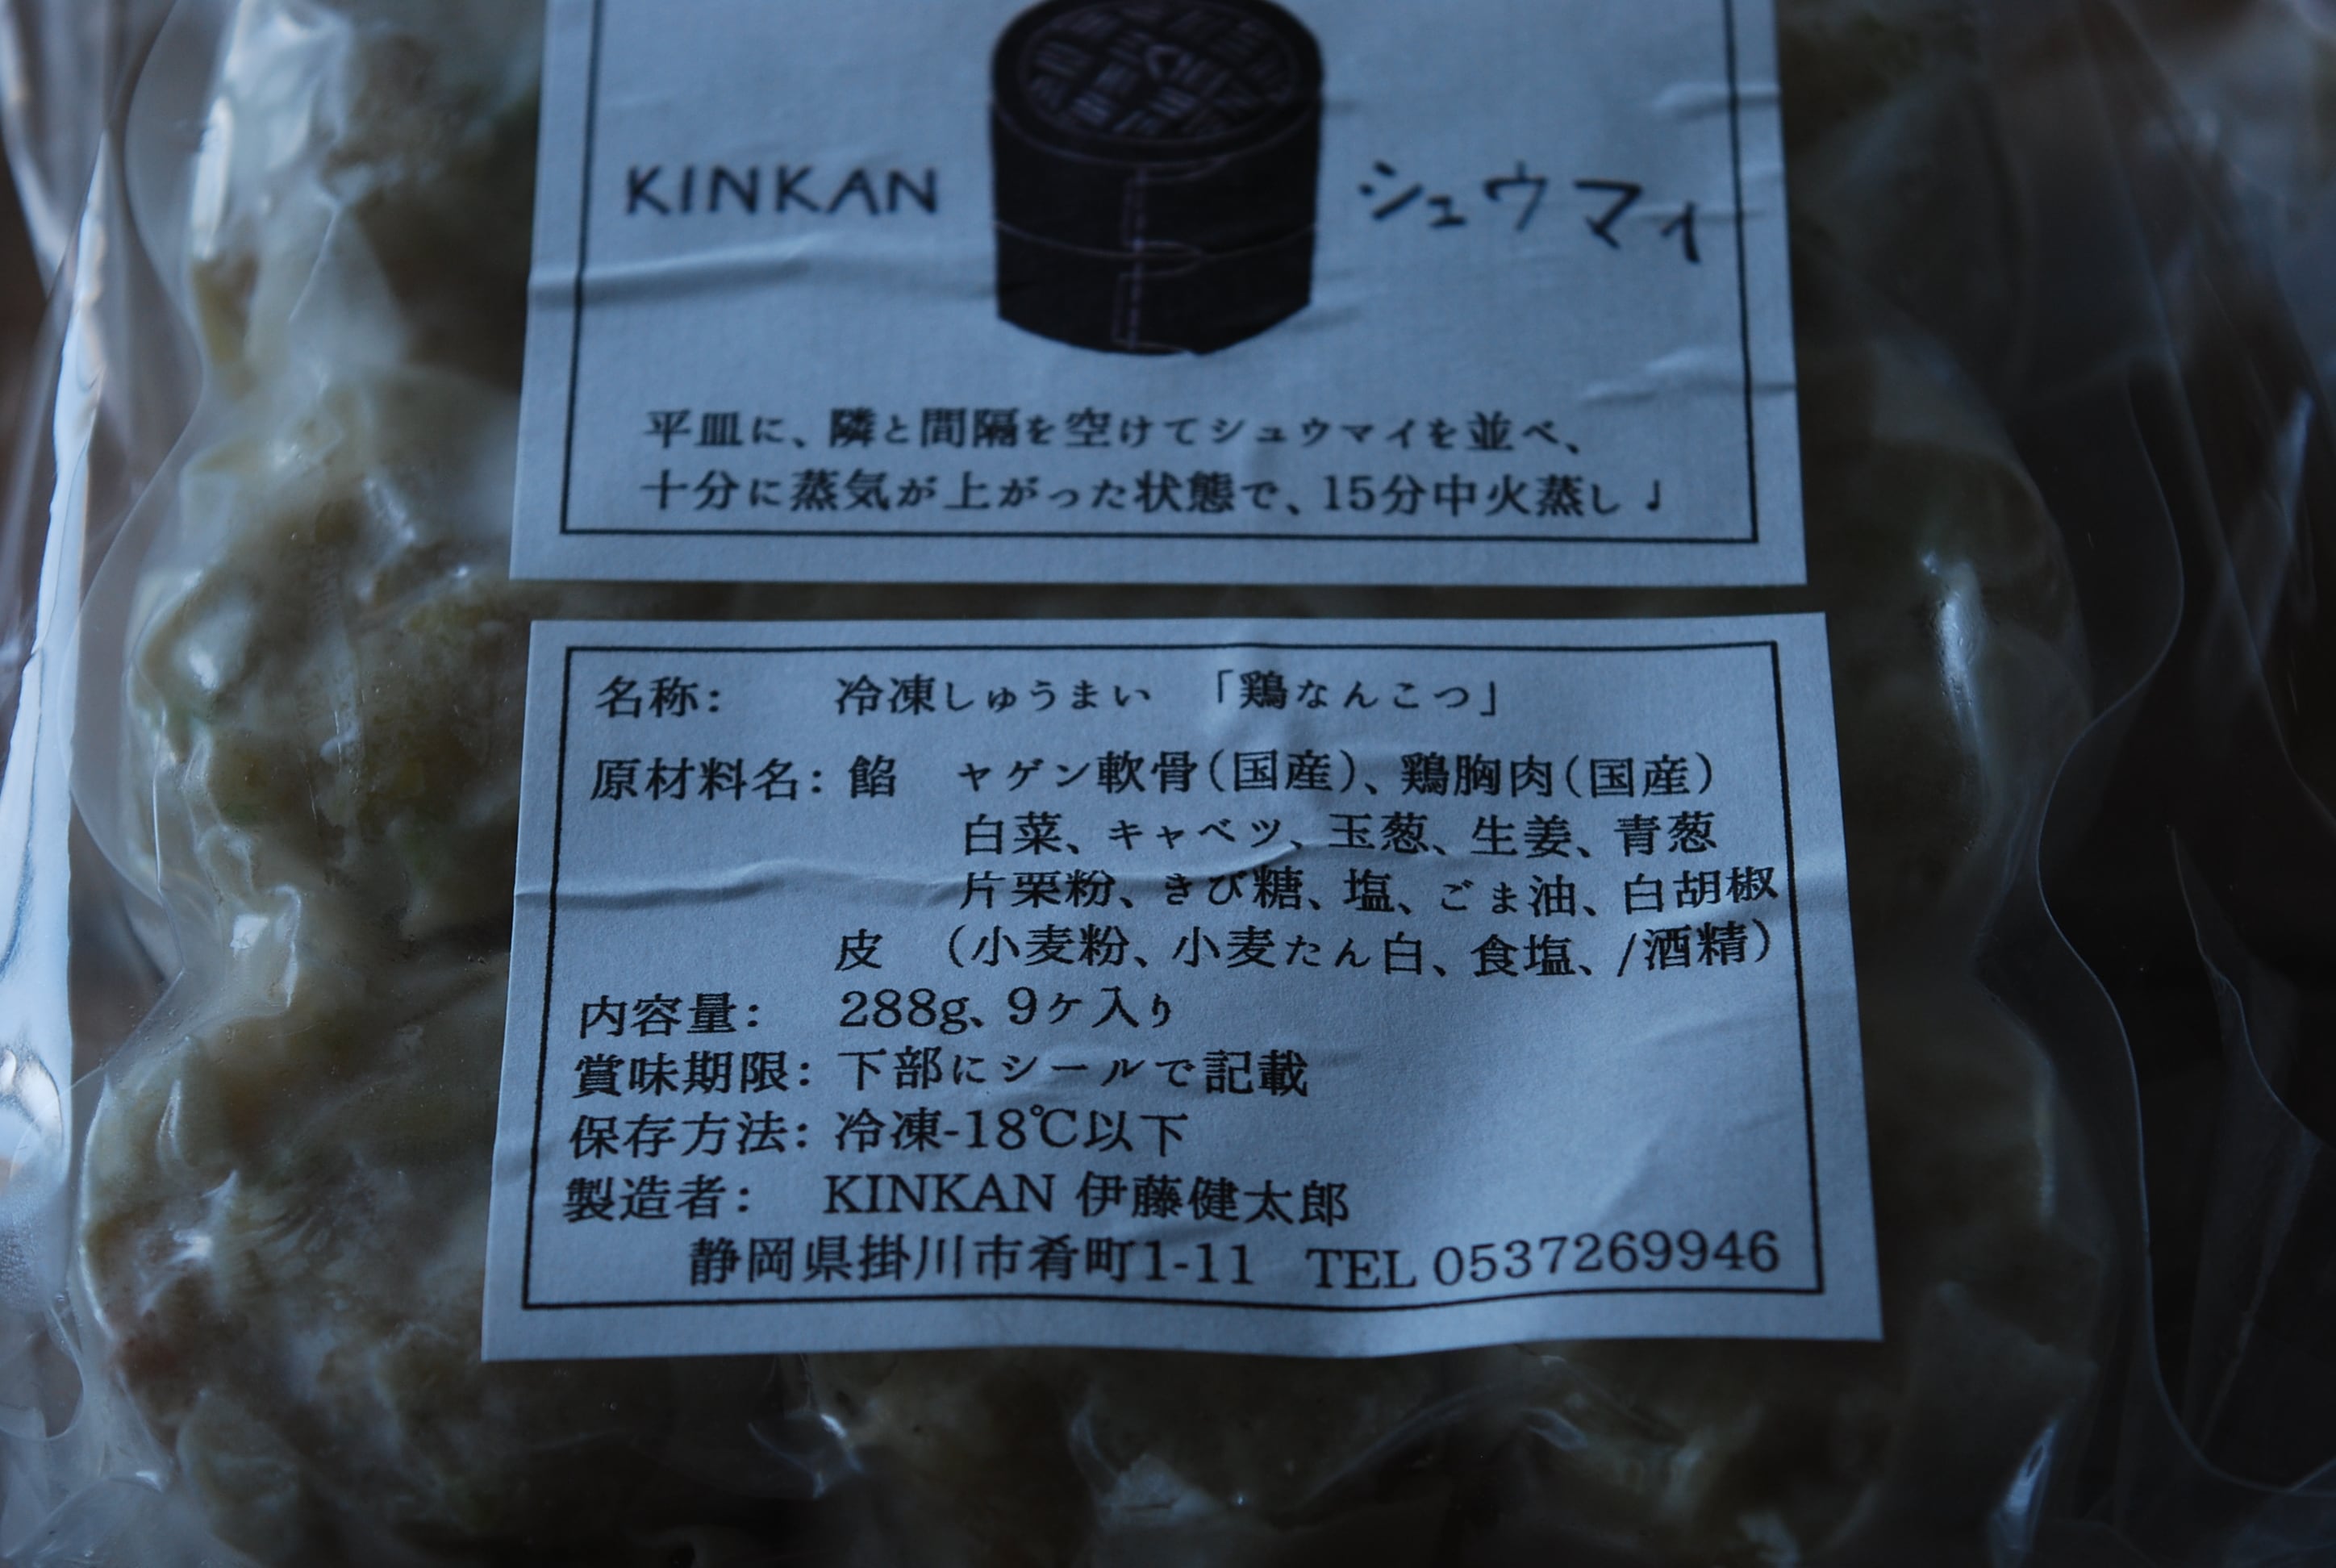 KINKAN シュウマイ
平皿に、隣と間隔を空けてシュウマイを並べ、
十分に蒸気が上がった状態で、15分中火蒸し♩
名称: 冷凍しゅうまい 「鶏なんこつ」
原材料名: 餡 ヤゲン軟骨(国産)、鶏胸肉(国産)
白菜、キャベツ、玉葱、生姜、青葱
片栗粉、きび糖、塩、ごま油、白胡椒
皮 (小麦粉、小麦たん白、食塩、/酒精)
内容量: 288g、9ケ入り
賞味期限: 下部にシールで記載
保存方法: 冷凍-18℃以下
製造者: KINKAN 伊藤健太郎
静岡県掛川市肴町1-11 TEL 0537269946